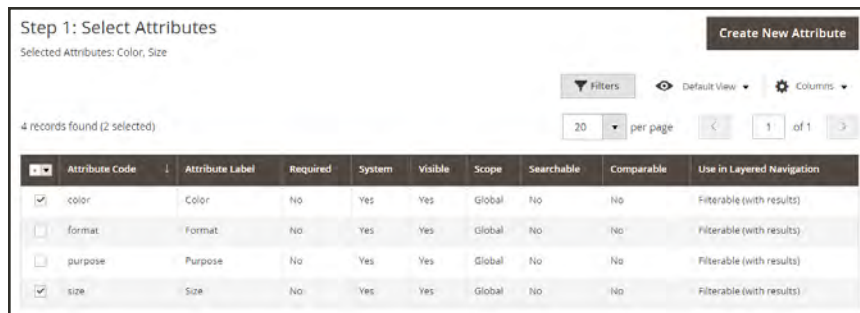 Step 1: Select Attributes
Create New Attribute
Selected Attributes: Color, Size
Filters Default View Columns
4 records found (2 selected) 20 per page 1 of 1
Attribute Code ↓ Attribute Label Required System Visible Scope Searchable Comparable Use in Layered Navigation
color Color No Yes Yes Global No No Filterable (with results)
format Format No Yes Yes Global No No Filterable (with results)
purpose Purpose No Yes Yes Global No No Filterable (with results)
size Size No Yes Yes Global No No Filterable (with results)